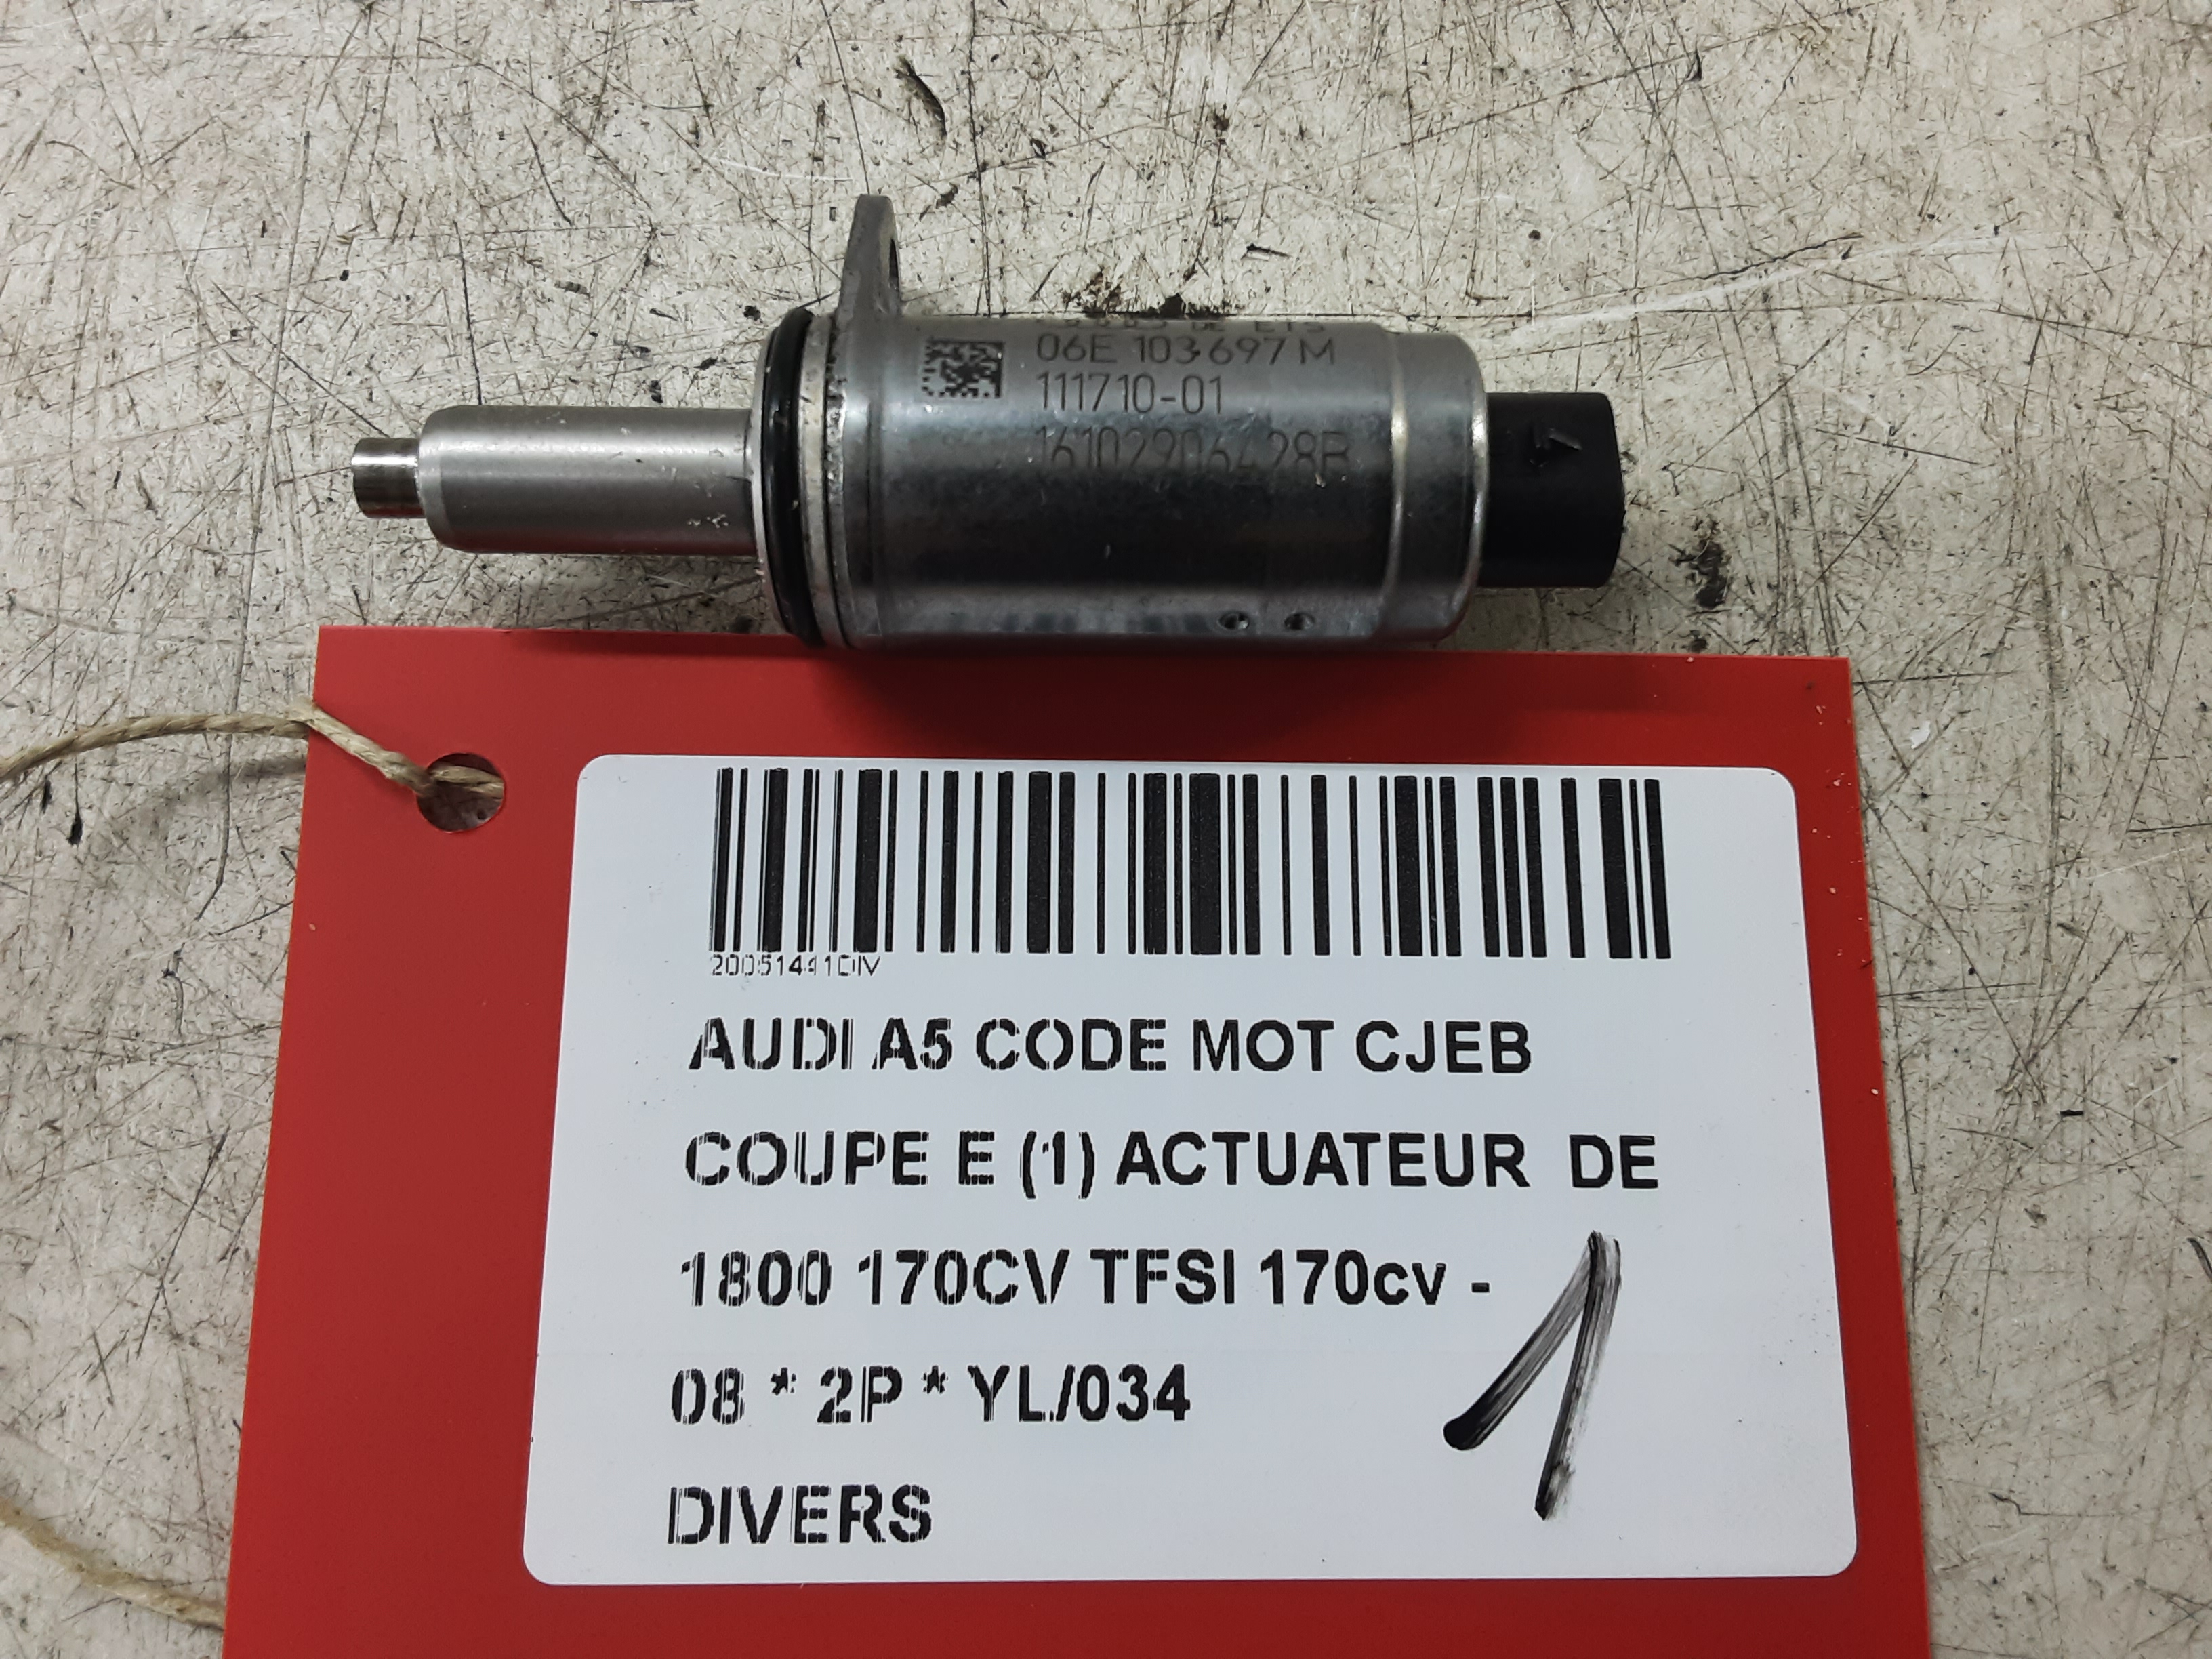 06E 103 697 M
111710-01
16102906428B
20051441DIV
AUDI A5 CODE MOT CJEB
COUPE E (1) ACTUATEUR DE
1800 170CV TFSI 170cv -
08 * 2P * YL/034
DIVERS
1